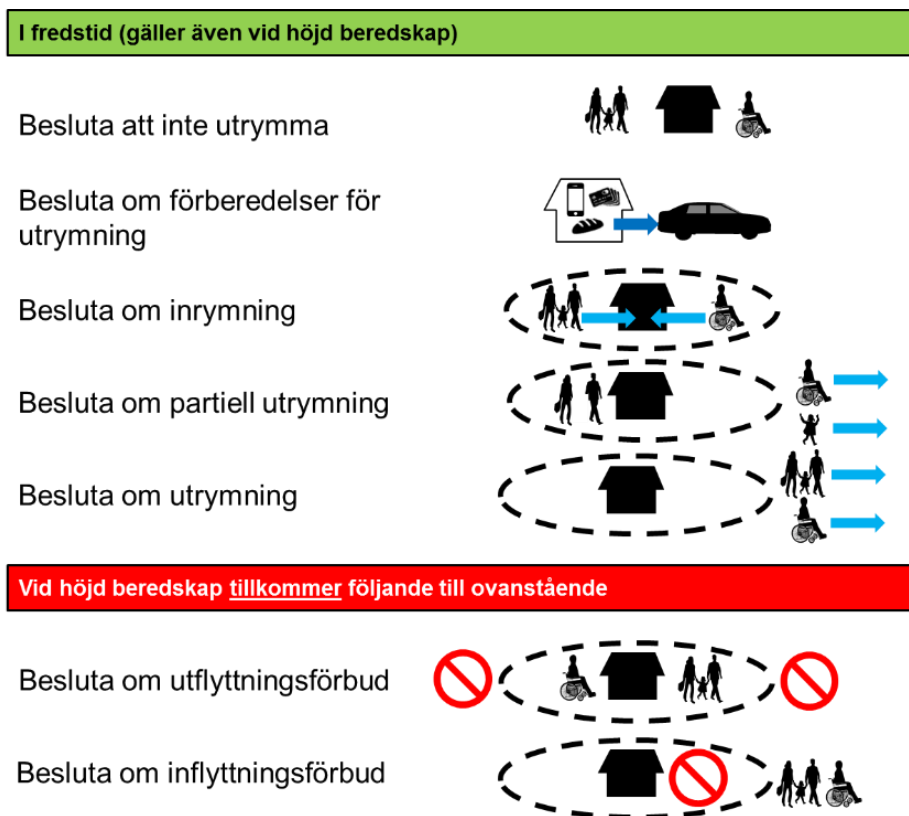 I fredstid (gäller även vid höjd beredskap)
Besluta att inte utrymma
Besluta om förberedelser för
utrymning
Besluta om inrymning
Besluta om partiell utrymning
Besluta om utrymning
Vid höjd beredskap tillkommer följande till ovanstående
Besluta om utflyttningsförbud
Besluta om inflyttningsförbud